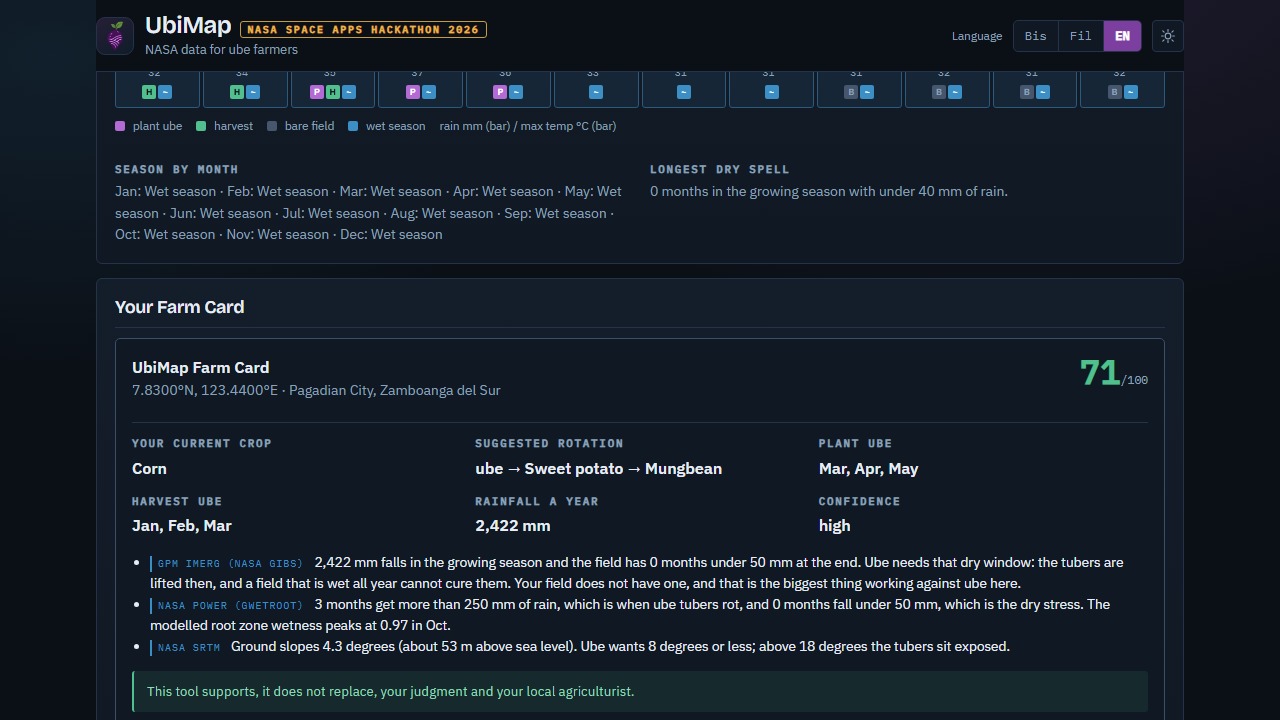 UbiMap NASA SPACE APPS HACKATHON 2026
NASA data for ube farmers
Language Bis Fil EN
32 34 35 37 36 33 31 31 31 32 31 32
H ~ H ~ P H ~ P ~ P ~ ~ ~ ~ B ~ B ~ B ~ B ~
plant ube harvest bare field wet season rain mm (bar) / max temp °C (bar)
SEASON BY MONTH
Jan: Wet season · Feb: Wet season · Mar: Wet season · Apr: Wet season · May: Wet
season · Jun: Wet season · Jul: Wet season · Aug: Wet season · Sep: Wet season ·
Oct: Wet season · Nov: Wet season · Dec: Wet season
LONGEST DRY SPELL
0 months in the growing season with under 40 mm of rain.
Your Farm Card
UbiMap Farm Card
7.8300°N, 123.4400°E · Pagadian City, Zamboanga del Sur
71/100
YOUR CURRENT CROP
Corn
SUGGESTED ROTATION
ube → Sweet potato → Mungbean
PLANT UBE
Mar, Apr, May
HARVEST UBE
Jan, Feb, Mar
RAINFALL A YEAR
2,422 mm
CONFIDENCE
high
• GPM IMERG (NASA GIBS) 2,422 mm falls in the growing season and the field has 0 months under 50 mm at the end. Ube needs that dry window: the tubers are
lifted then, and a field that is wet all year cannot cure them. Your field does not have one, and that is the biggest thing working against ube here.
• NASA POWER (GWETROOT) 3 months get more than 250 mm of rain, which is when ube tubers rot, and 0 months fall under 50 mm, which is the dry stress. The
modelled root zone wetness peaks at 0.97 in Oct.
• NASA SRTM Ground slopes 4.3 degrees (about 53 m above sea level). Ube wants 8 degrees or less; above 18 degrees the tubers sit exposed.
This tool supports, it does not replace, your judgment and your local agriculturist.